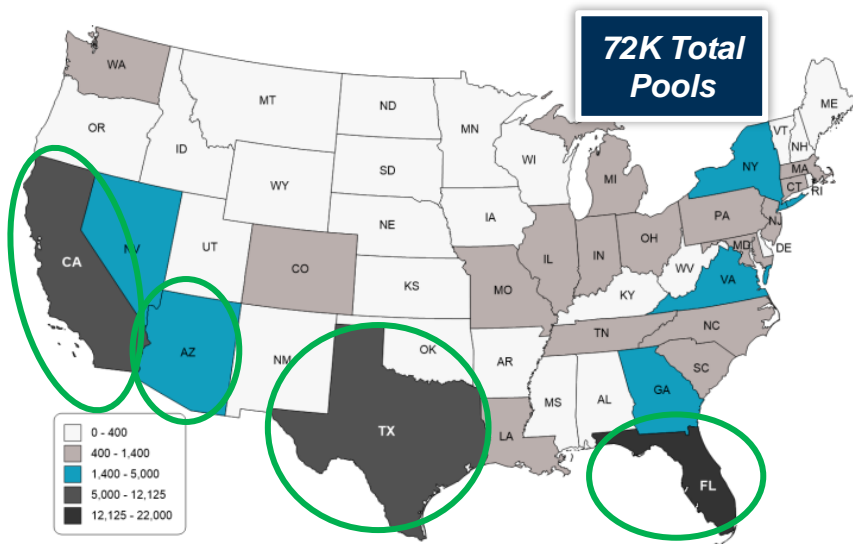 72K Total
Pools
WA
OR
MT
ID
WY
ND
SD
NE
MN
WI
IA
MI
ME
VT
NH
NY
MA
CT
RI
CA
NV
UT
CO
KS
MO
IL
IN
OH
PA
NJ
MD
DE
WV
VA
KY
AZ
NM
OK
AR
TN
NC
SC
TX
LA
MS
AL
GA
FL
0 - 400
400 - 1,400
1,400 - 5,000
5,000 - 12,125
12,125 - 22,000